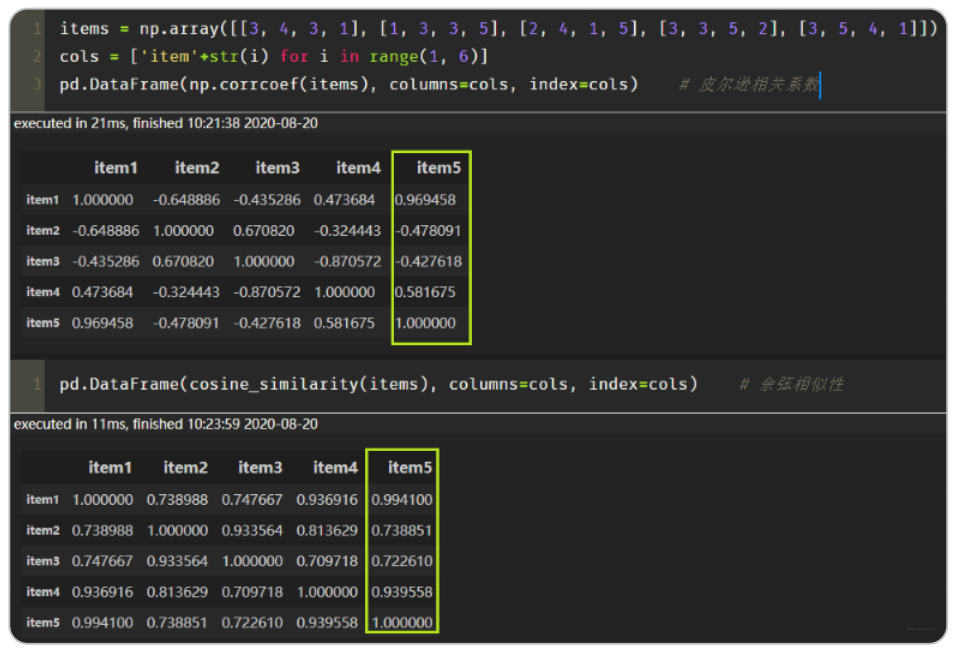 1 items = np.array([[3, 4, 3, 1], [1, 3, 3, 5], [2, 4, 1, 5], [3, 3, 5, 2], [3, 5, 4, 1]])
2 cols = ['item'+str(i) for i in range(1, 6)]
3 pd.DataFrame(np.corrcoef(items), columns=cols, index=cols) # 皮尔逊相关系数
executed in 21ms, finished 10:21:38 2020-08-20
item1 item2 item3 item4 item5
item1 1.000000 -0.648886 -0.435286 0.473684 0.969458
item2 -0.648886 1.000000 0.670820 -0.324443 -0.478091
item3 -0.435286 0.670820 1.000000 -0.870572 -0.427618
item4 0.473684 -0.324443 -0.870572 1.000000 0.581675
item5 0.969458 -0.478091 -0.427618 0.581675 1.000000
1 pd.DataFrame(cosine_similarity(items), columns=cols, index=cols) # 余弦相似性
executed in 11ms, finished 10:23:59 2020-08-20
item1 item2 item3 item4 item5
item1 1.000000 0.738988 0.747667 0.936916 0.994100
item2 0.738988 1.000000 0.933564 0.813629 0.738851
item3 0.747667 0.933564 1.000000 0.709718 0.722610
item4 0.936916 0.813629 0.709718 1.000000 0.939558
item5 0.994100 0.738851 0.722610 0.939558 1.000000